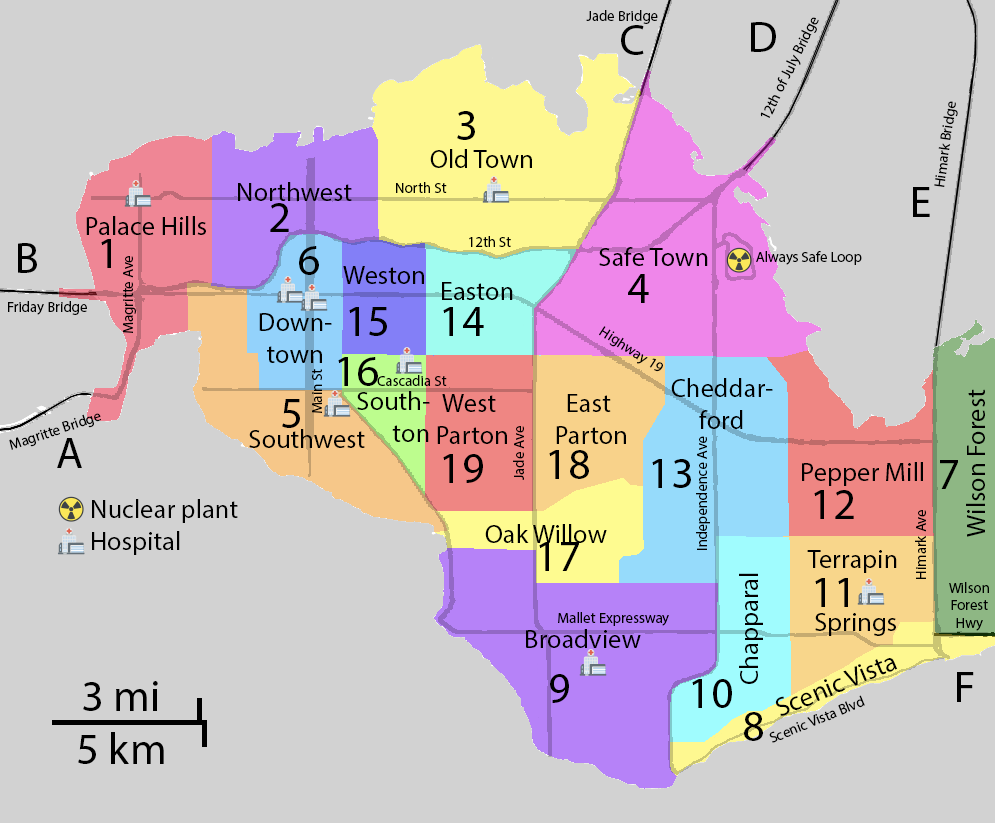 Jade Bridge
C
D
12th of July Bridge
Himark Bridge
E
3
Old Town
North St
12th St
Northwest
2
Palace Hills
1
Magritte Ave
B
Friday Bridge
Magritte Bridge
A
6
Down-
town
Main St
Weston
15
Easton
14
Safe Town
4
Always Safe Loop
Highway 19
16
Cascadia St
South-
ton
5
Southwest
West
Parton
19
Jade Ave
East
Parton
18
Cheddar-
ford
13
Independence Ave
Pepper Mill
12
Himark Ave
7
Wilson Forest
Wilson
Forest
Hwy
Oak Willow
17
Terrapin
11
Springs
Chapparal
10
Mallet Expressway
Broadview
9
8
Scenic Vista
Scenic Vista Blvd
F
Nuclear plant
Hospital
3 mi
5 km